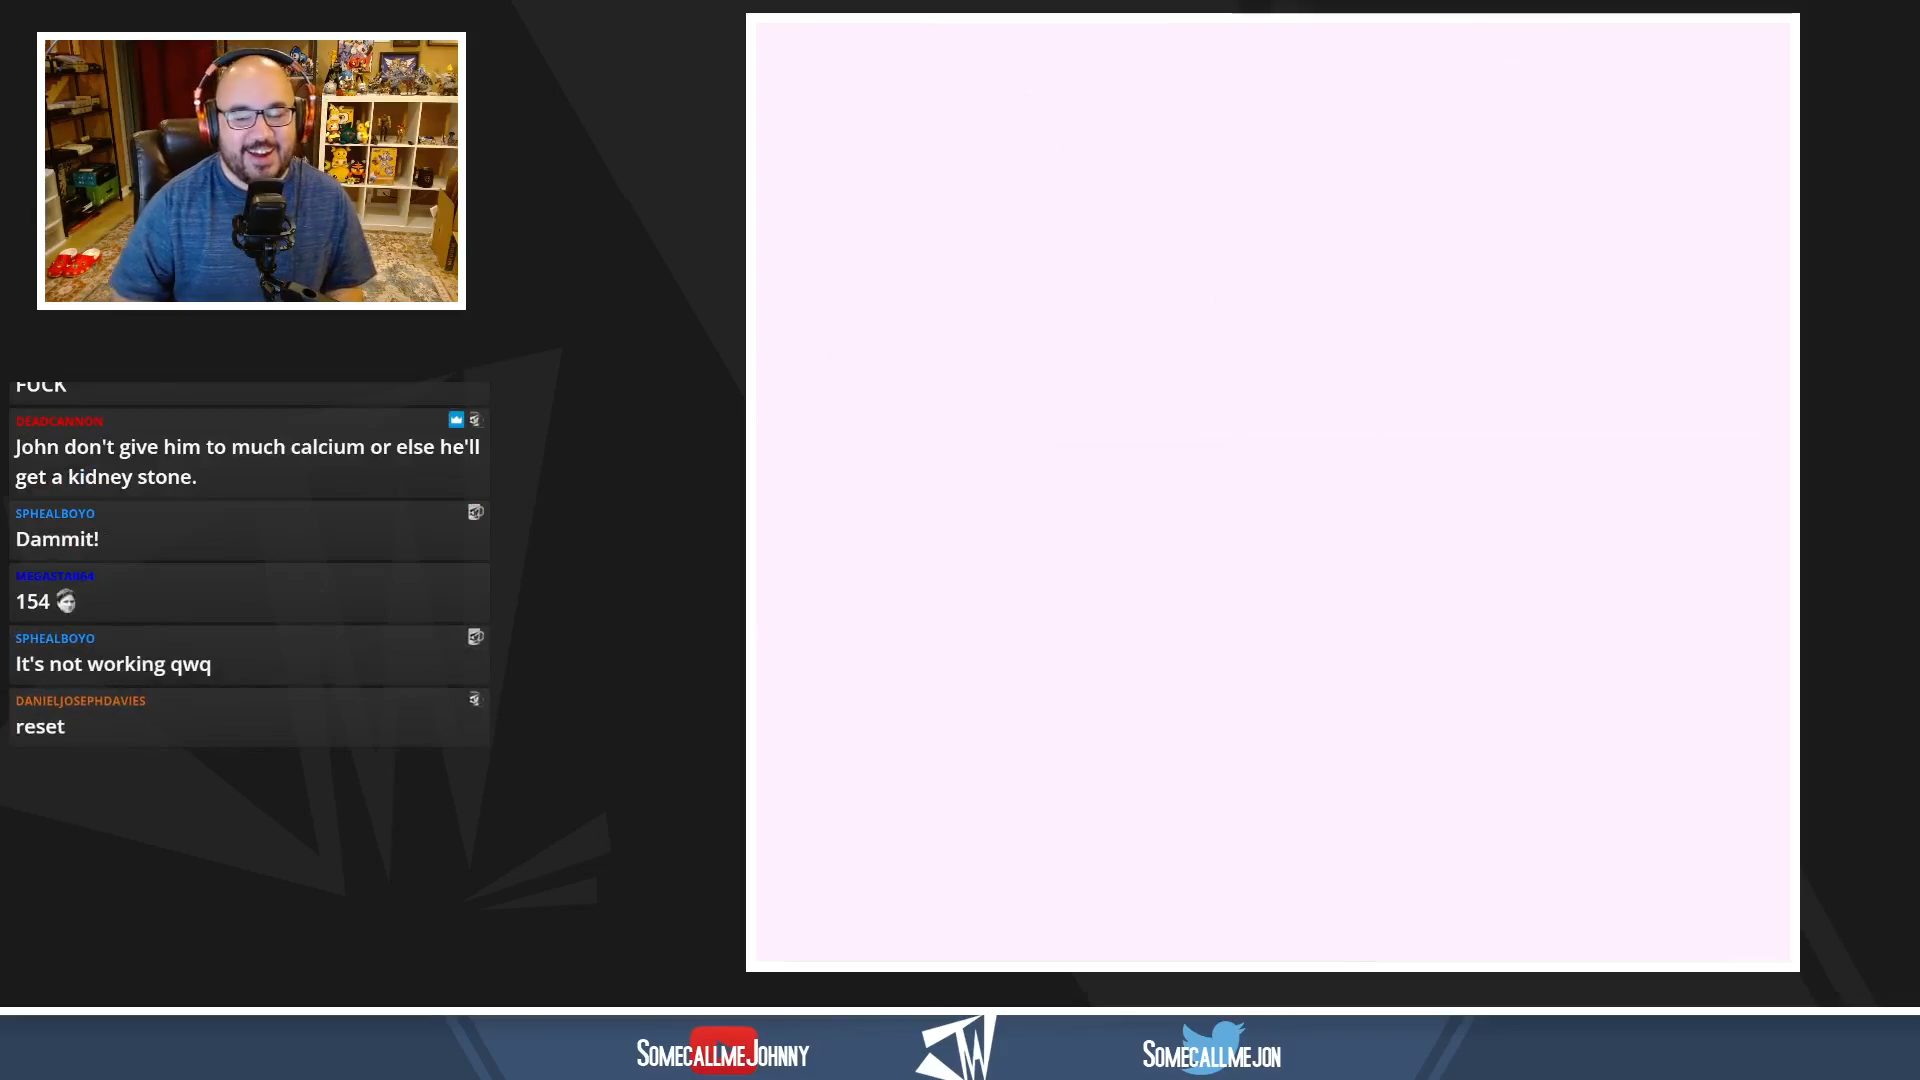 FUCK
DEADCANNON
John don't give him to much calcium or else he'll
get a kidney stone.
SPHEALBOYO
Dammit!
MEGASTAR64
154
SPHEALBOYO
It's not working qwq
DANIELJOSEPHDAVIES
reset
SOMECALLMEJOHNNY
SOMECALLMEJON